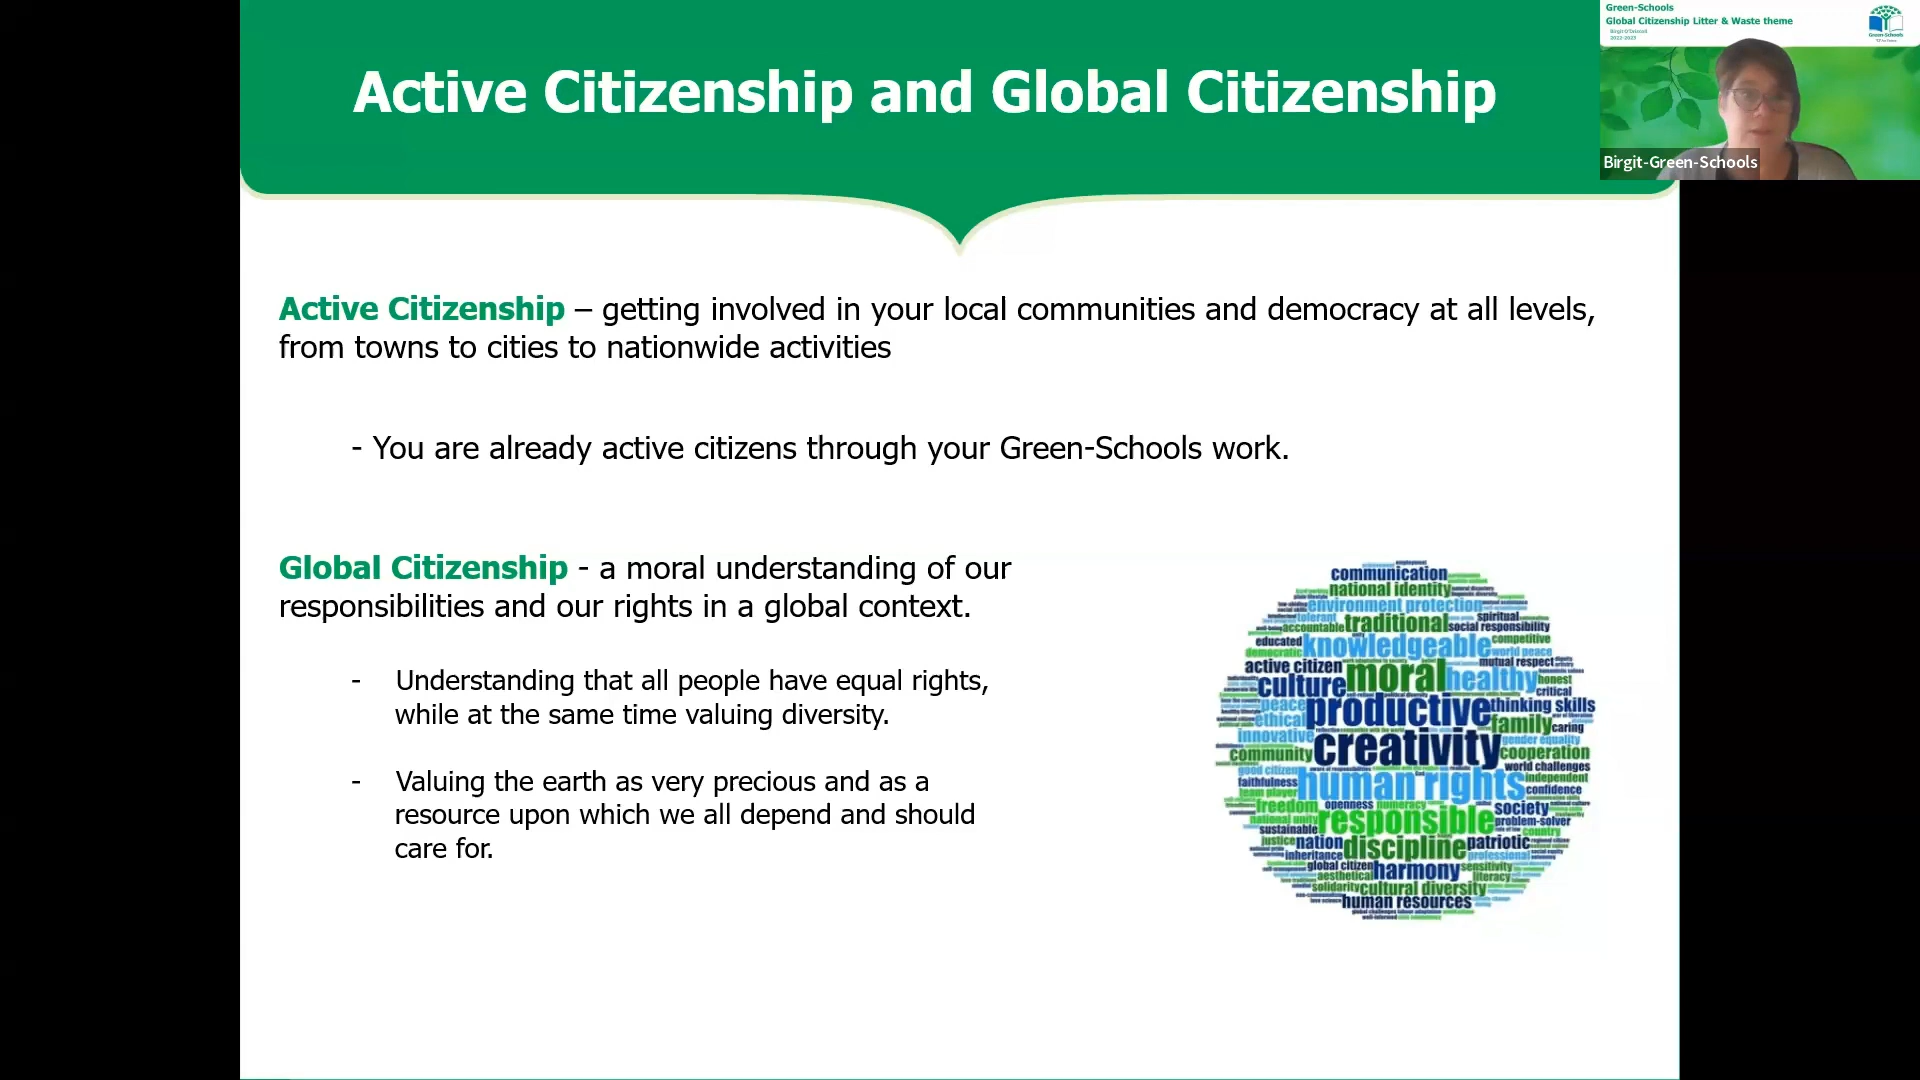 Active Citizenship and Global Citizenship
Green-Schools
Global Citizenship Litter & Waste theme
Birgit O'Driscoll
2022-2023
Green-Schools
Birgit-Green-Schools
Active Citizenship – getting involved in your local communities and democracy at all levels,
from towns to cities to nationwide activities
- You are already active citizens through your Green-Schools work.
Global Citizenship - a moral understanding of our
responsibilities and our rights in a global context.
- Understanding that all people have equal rights,
while at the same time valuing diversity.
- Valuing the earth as very precious and as a
resource upon which we all depend and should
care for.
communication
national identity
environment protection
tolerant
traditional
spiritual
accountable
social responsibility
educated
knowledgeable
competitive
democratic
world peace
active citizen
moral
mutual respect
culture
healthy
honest
critical
peace
productive
thinking skills
ethical
family
caring
innovative
creativity
gender equality
community
cooperation
good citizen
world challenges
faithfulness
human rights
independent
team player
confidence
freedom
openness
numeracy
society
national unity
responsible
problem-solver
sustainable
country
justice
nation
discipline
patriotic
inheritance
professional
global citizen
harmony
sensitivity
aesthetical
literacy
solidarity
cultural diversity
human resources